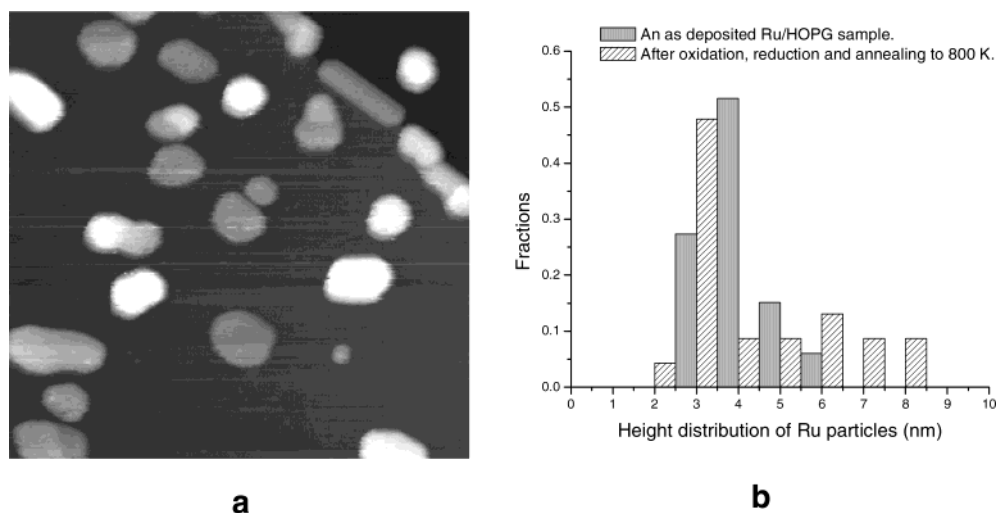 An as deposited Ru/HOPG sample.
After oxidation, reduction and annealing to 800 K.
0.6
0.5
0.4
0.3
0.2
0.1
0.0
Fractions
0 1 2 3 4 5 6 7 8 9 10
Height distribution of Ru particles (nm)
a
b